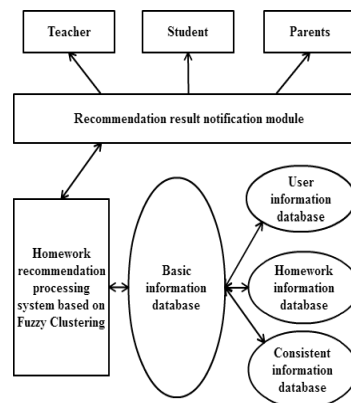 Teacher
Student
Parents
Recommendation result notification module
Homework
recommendation
processing
system based on
Fuzzy Clustering
Basic
information
database
User
information
database
Homework
information
database
Consistent
information
database